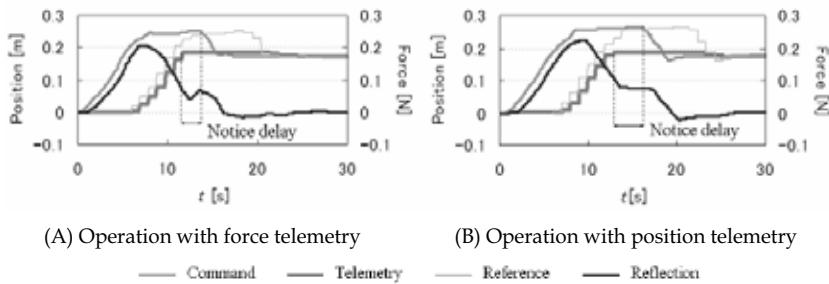 0.3 0.3 0.3 0.3
0.2 0.2 0.2 0.2
0.1 0.1 0.1 0.1
0 0 0 0
−0.1 −0.1 −0.1 −0.1
Position [m] Force [N] Position [m] Force [N]
Notice delay Notice delay
0 10 20 30 0 10 20 30
t [s] t[s]
(A) Operation with force telemetry (B) Operation with position telemetry
Command Telemetry Reference Reflection